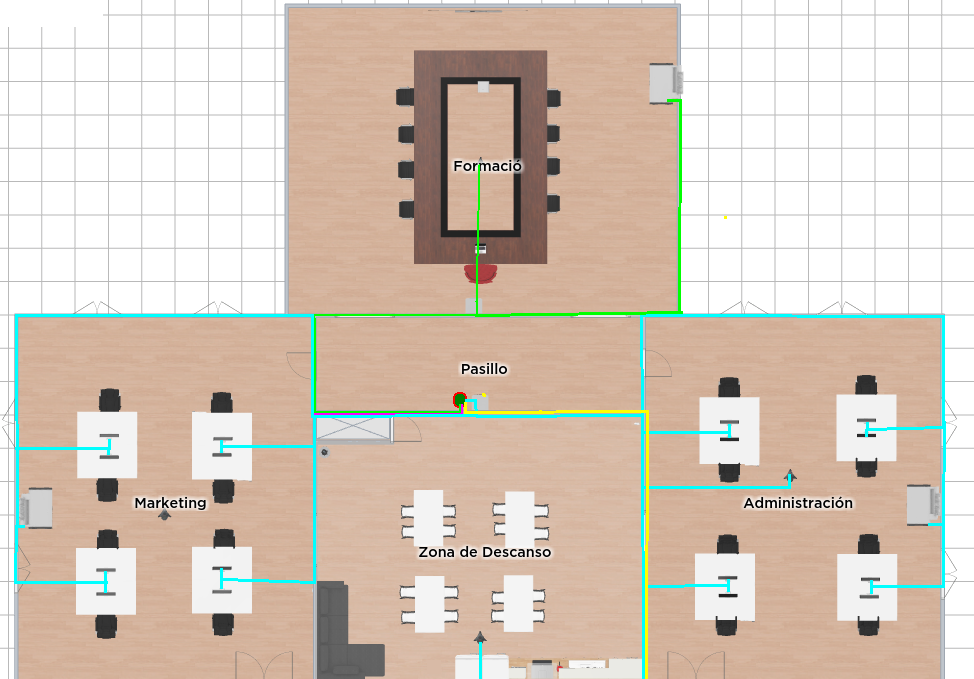 Formació
Pasillo
Marketing
Administración
Zona de Descanso